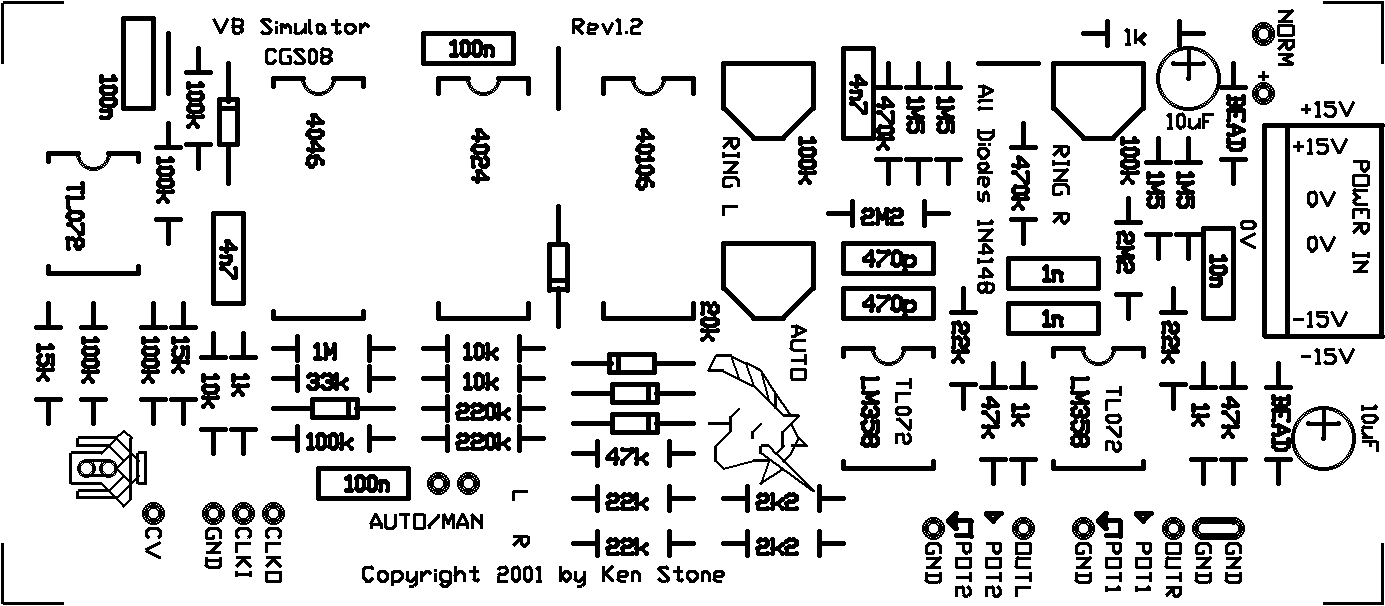 VB Simulator
CGS08
Rev1.2
100n
100n
100k
100k
TL072
4n7
4046
4024
40106
RING L
100k
4n7
470k
1M5
1M5
All Diodes 1N4148
1k
10uF
NORM
+
BEAD
+15V
+15V
0V
0V
-15V
-15V
POWER IN
0V
470k
RING R
100k
1M5
1M5
2M2
2M2
470p
470p
1n
1n
10n
20k
AUTO
15k
100k
100k
15k
10k
1k
1M
33k
100k
10k
10k
220k
220k
47k
22k
22k
2k2
2k2
LM358
TL072
22k
47k
1k
LM358
TL072
22k
1k
47k
BEAD
10uF
100n
AUTO/MAN
L
R
CV
GND
CLKI
CLKO
GND
POT2
POT2
OUTL
GND
POT1
POT1
OUTR
GND
GND
Copyright 2001 by Ken Stone